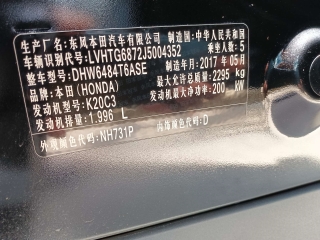 生产厂名:东风本田汽车有限公司 制造国:中华人民共和国
车辆识别代号:LVHTG6872J5004352 乘坐人数:5
整车型号:DHW6484T6ASE 制造年月:2017年05月
品牌:本田(HONDA) 最大允许总质量:2295 kg
发动机型号:K20C3 发动机最大净功率:200 kW
发动机排量:1.996 L
外观颜色代码:NH731P 内饰颜色代码:D